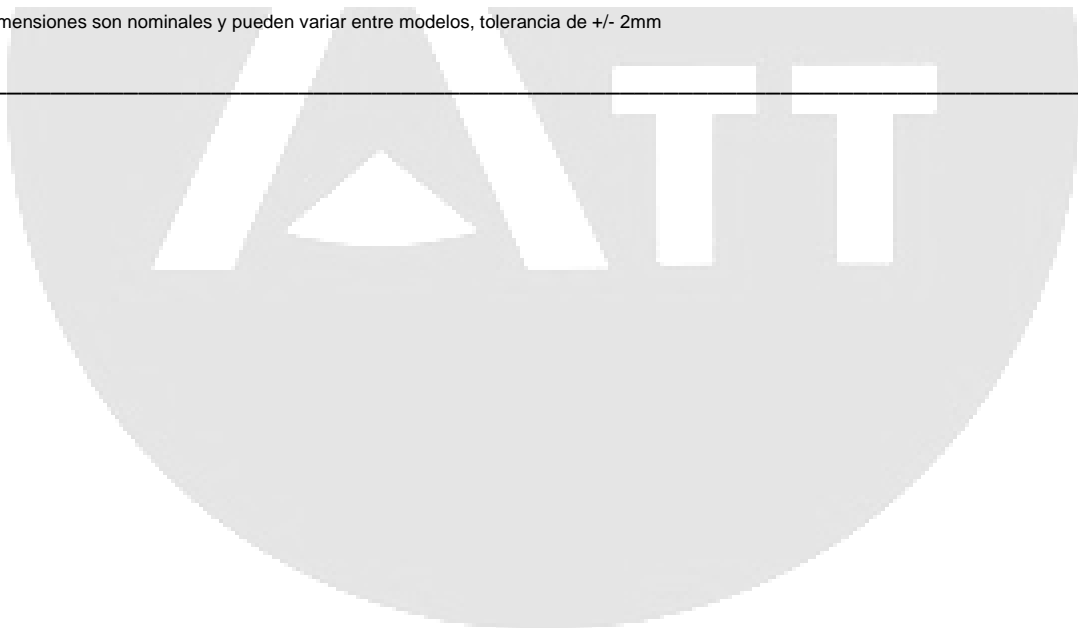 mensiones son nominales y pueden variar entre modelos, tolerancia de +/- 2mm
ATT